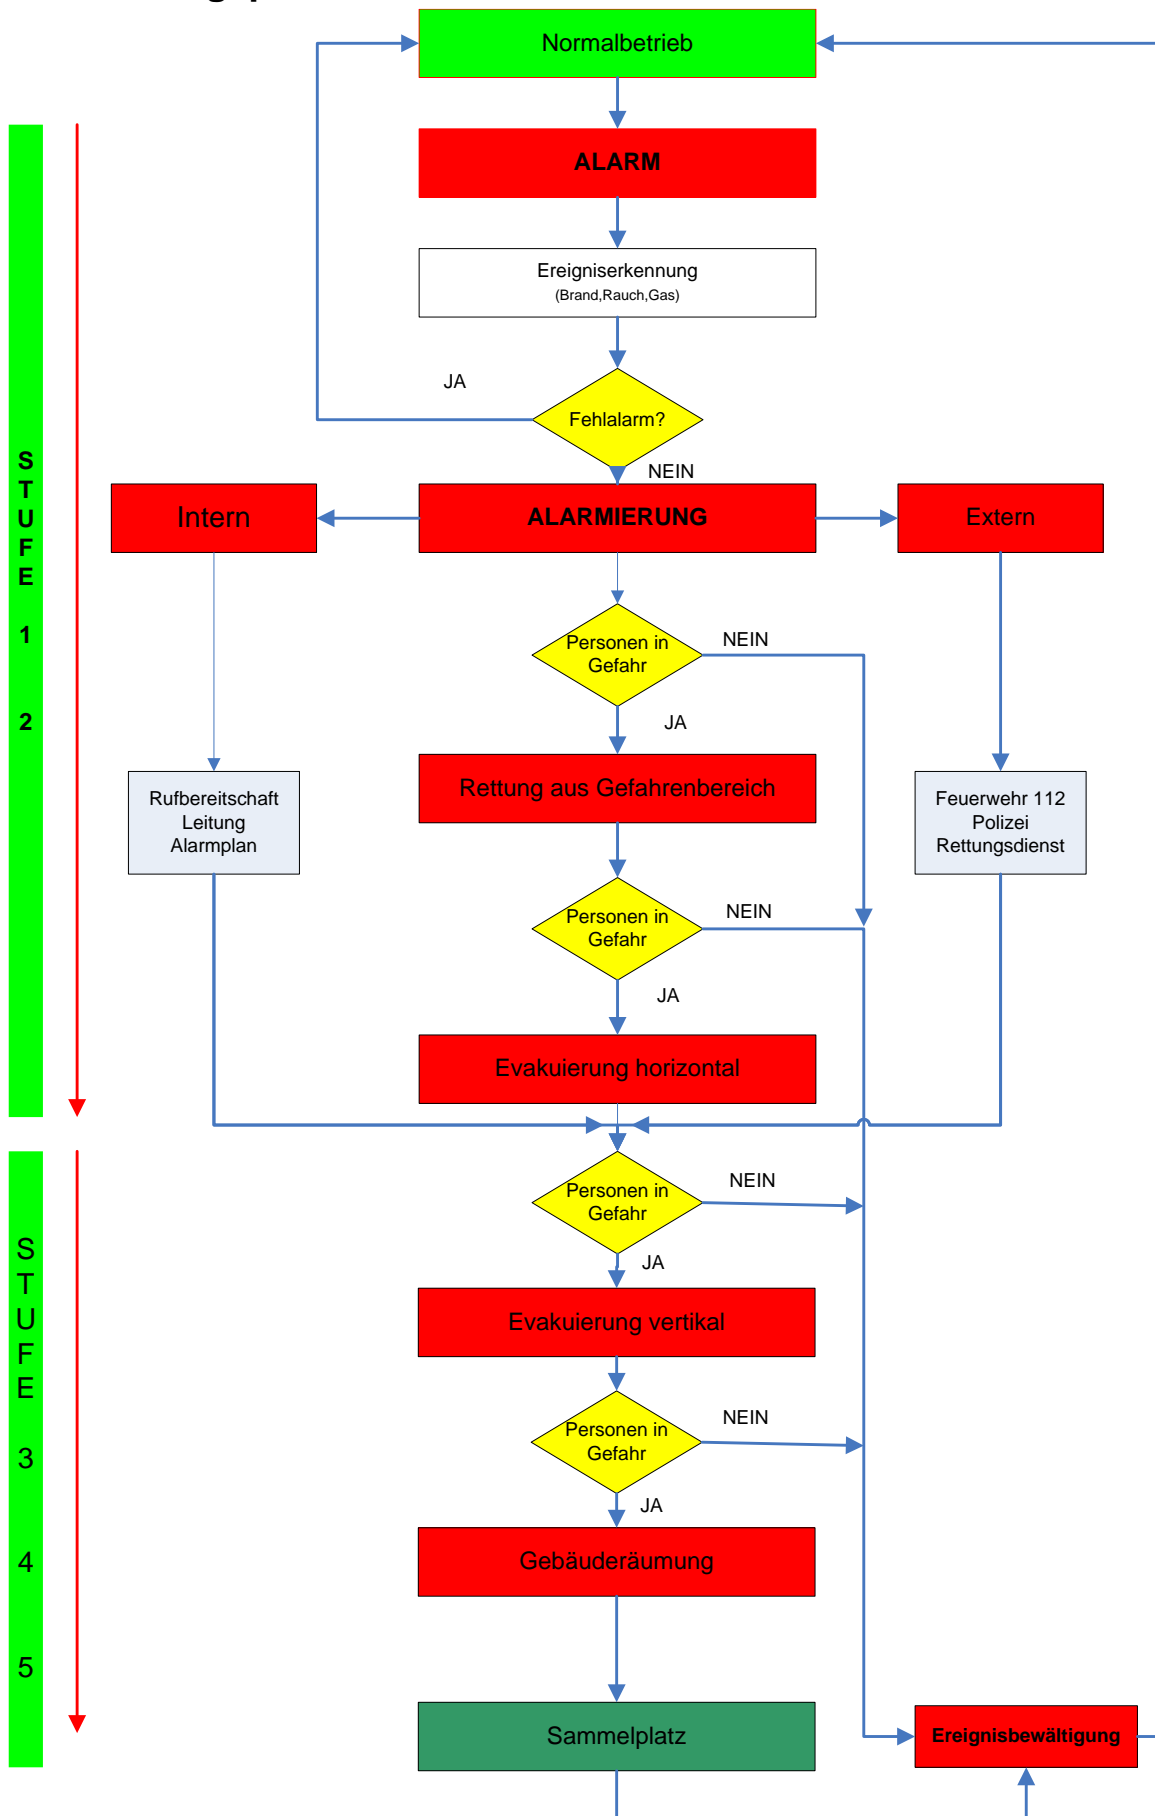 Normalbetrieb
ALARM
Ereigniserkennung
(Brand,Rauch,Gas)
JA
Fehlalarm?
NEIN
Intern
ALARMIERUNG
Extern
Personen in
Gefahr
NEIN
JA
Rettung aus Gefahrenbereich
Rufbereitschaft
Leitung
Alarmplan
Feuerwehr 112
Polizei
Rettungsdienst
Personen in
Gefahr
NEIN
JA
Evakuierung horizontal
S
T
U
F
E
1
2
Personen in
Gefahr
NEIN
JA
Evakuierung vertikal
Personen in
Gefahr
NEIN
JA
Gebäuderäumung
Sammelplatz
Ereignisbewältigung
S
T
U
F
E
3
4
5